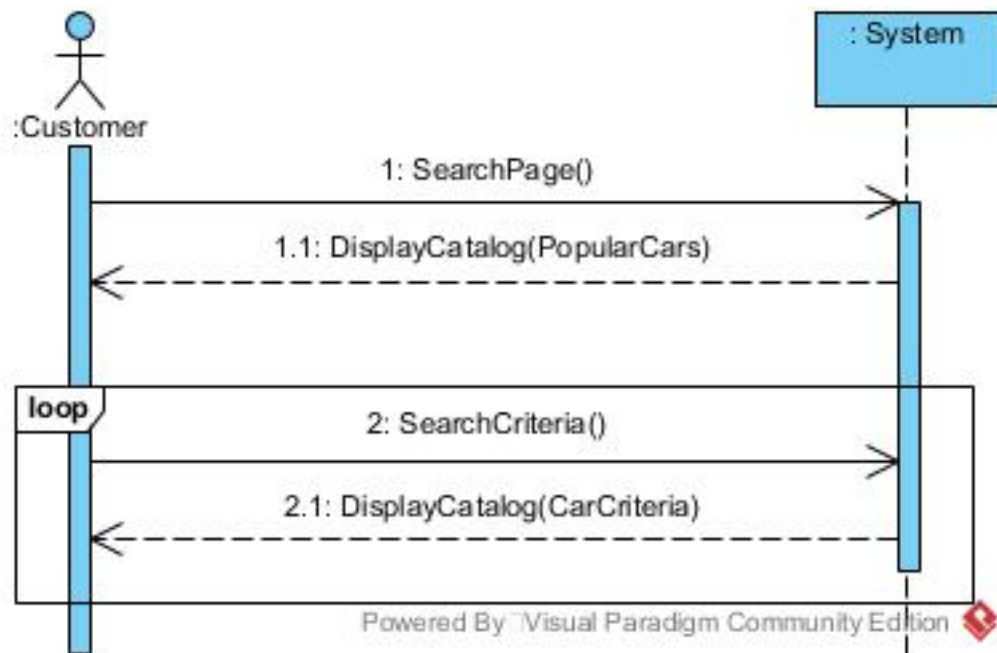 : System
:Customer
1: SearchPage()
1.1: DisplayCatalog(PopularCars)
loop
2: SearchCriteria()
2.1: DisplayCatalog(CarCriteria)
Powered By Visual Paradigm Community Edition